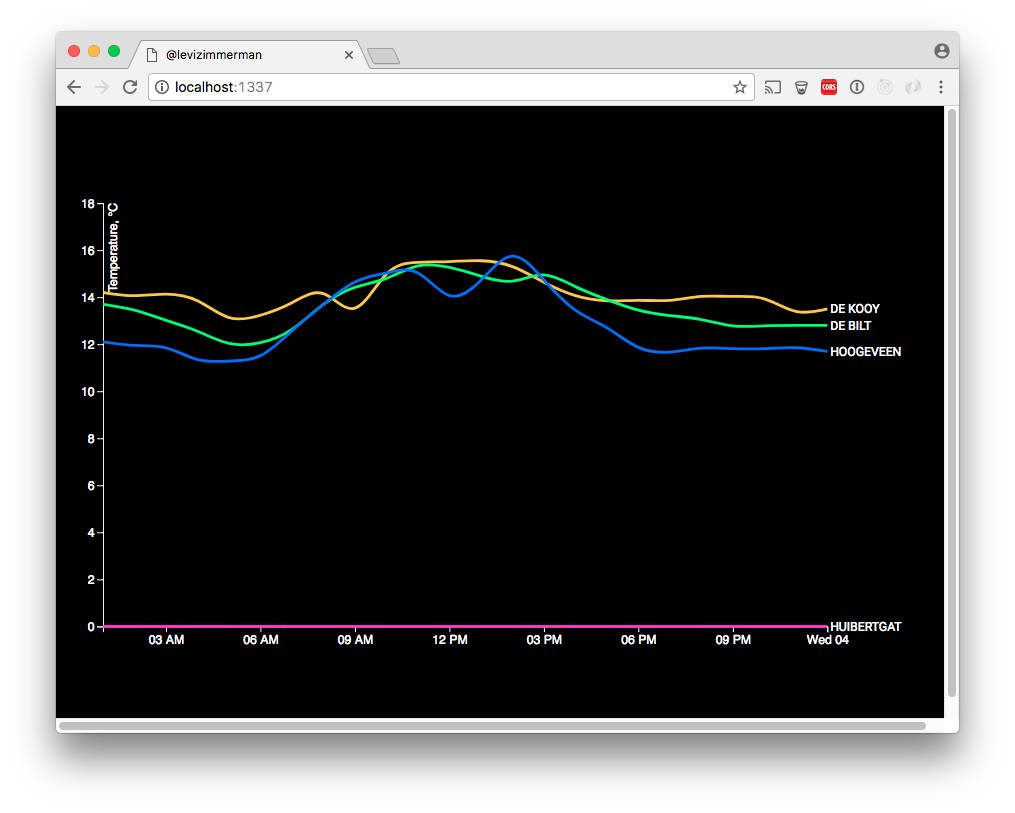 @levizimmerman
localhost:1337
CORS
Temperature, ºC
18
16
14
12
10
8
6
4
2
0
DE KOOY
DE BILT
HOOGEVEEN
HUIBERTGAT
03 AM 06 AM 09 AM 12 PM 03 PM 06 PM 09 PM Wed 04